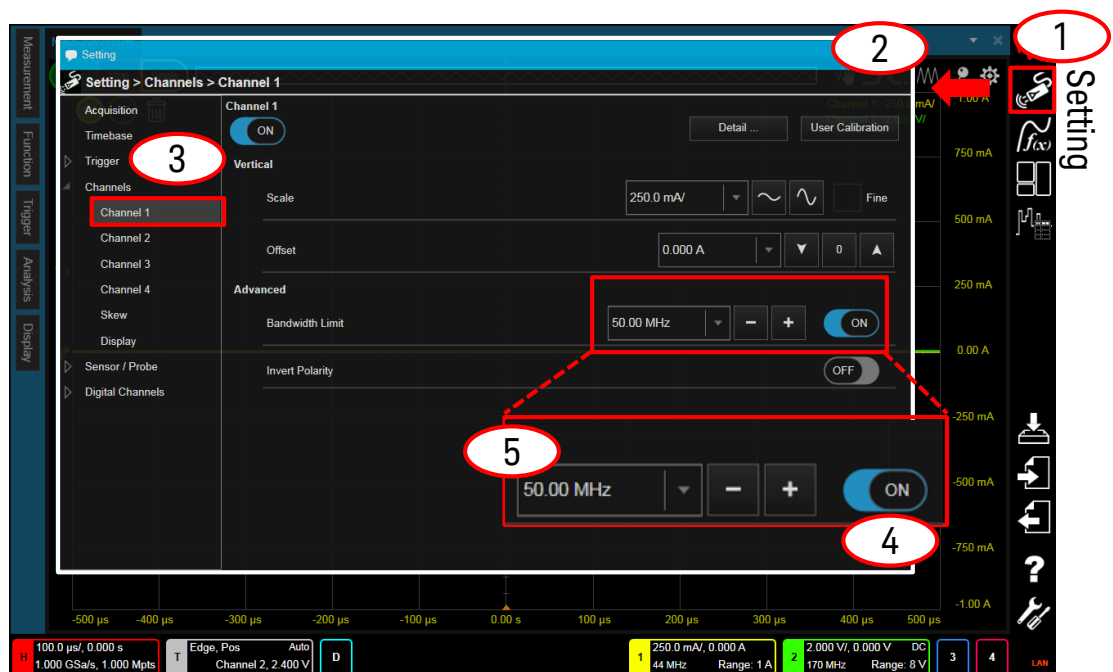 1
Setting
2
Setting
Setting > Channels > Channel 1
Measurement
Function
Trigger
Analysis
Display
Acquisition
Timebase
Trigger
3
Channels
Channel 1
Channel 2
Channel 3
Channel 4
Skew
Display
Sensor / Probe
Digital Channels
Channel 1
ON
Detail ...
User Calibration
Vertical
Scale
250.0 mA/
Fine
Offset
0.000 A
0
Advanced
Bandwidth Limit
50.00 MHz
- +
ON
Invert Polarity
OFF
5
50.00 MHz
- +
ON
4
f(x)
Channel 1 250.0 mA/
1.00 A
750 mA
500 mA
250 mA
0.00 A
-250 mA
-500 mA
-750 mA
-1.00 A
?
-500 µs -400 µs -300 µs -200 µs -100 µs 0.00 s 100 µs 200 µs 300 µs 400 µs 500 µs
H 100.0 µs/, 0.000 s
1.000 GSa/s, 1.000 Mpts
T Edge, Pos Auto
Channel 2, 2.400 V
D
1 250.0 mA/, 0.000 A
44 MHz Range: 1 A
2 2.000 V/, 0.000 V DC
170 MHz Range: 8 V
3
4
LAN